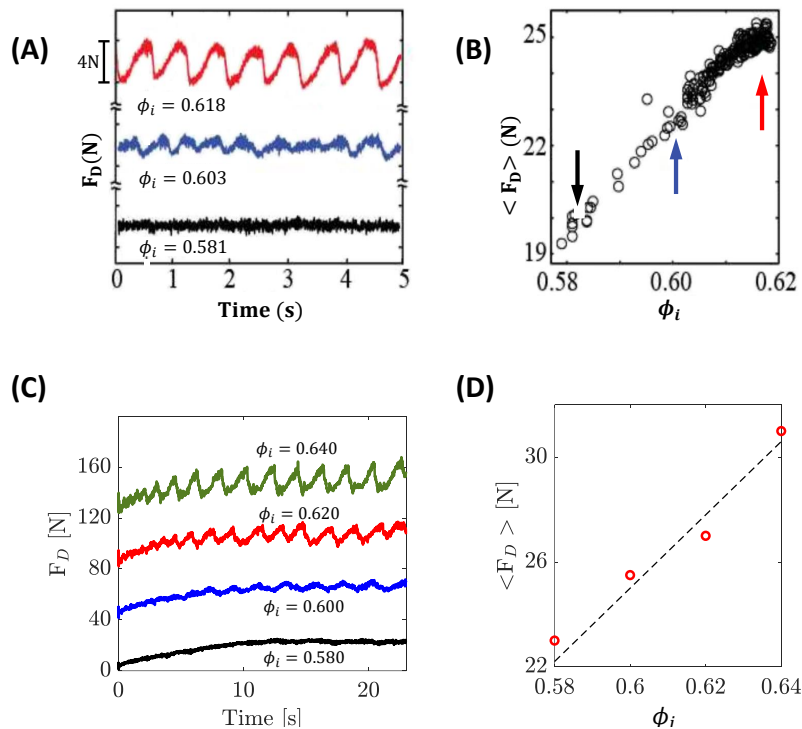 (A)
4N
F_D(N)
ϕ_i = 0.618
ϕ_i = 0.603
ϕ_i = 0.581
0 1 2 3 4 5
Time (s)
(B)
< F_D > (N)
25
22
19
0.58 0.60 0.62
ϕ_i
(C)
F_D [N]
160
120
80
40
0
ϕ_i = 0.640
ϕ_i = 0.620
ϕ_i = 0.600
ϕ_i = 0.580
0 10 20
Time [s]
(D)
<F_D > [N]
30
26
22
0.58 0.6 0.62 0.64
ϕ_i